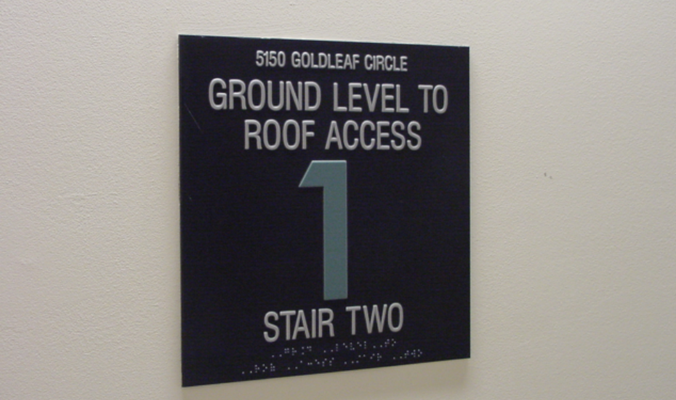 5150 GOLDLEAF CIRCLE
GROUND LEVEL TO
ROOF ACCESS
1
STAIR TWO